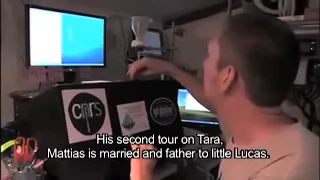 cnrs
His second tour on Tara,
Mattias is married and father to little Lucas.